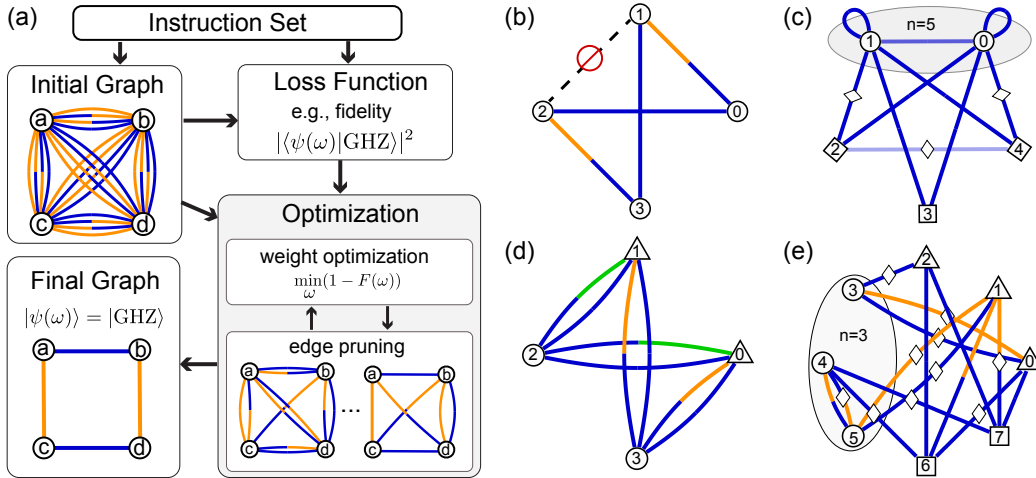 (a)
Instruction Set
Initial Graph
a b
c d
Loss Function
e.g., fidelity
|⟨ψ(ω)|GHZ⟩|²
Optimization
weight optimization
min(1 − F(ω))
ω
edge pruning
a b
c d
...
a b
c d
Final Graph
|ψ(ω)⟩ = |GHZ⟩
a b
c d
(b)
1
2 0
3
(c)
n=5
1 0
2 4
3
(d)
1
2 0
3
(e)
2
3 1
n=3
4 0
5 7
6